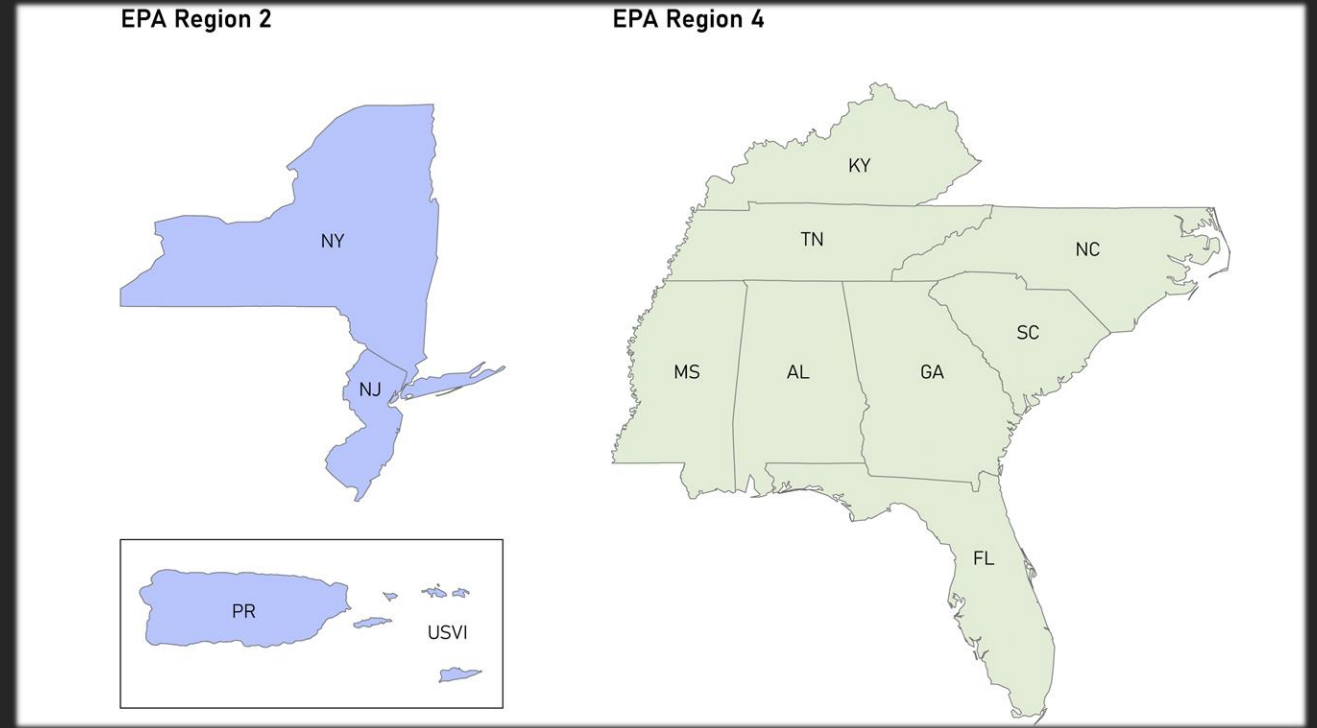 EPA Region 2
NY
NJ
PR
USVI
EPA Region 4
KY
TN
NC
SC
MS
AL
GA
FL